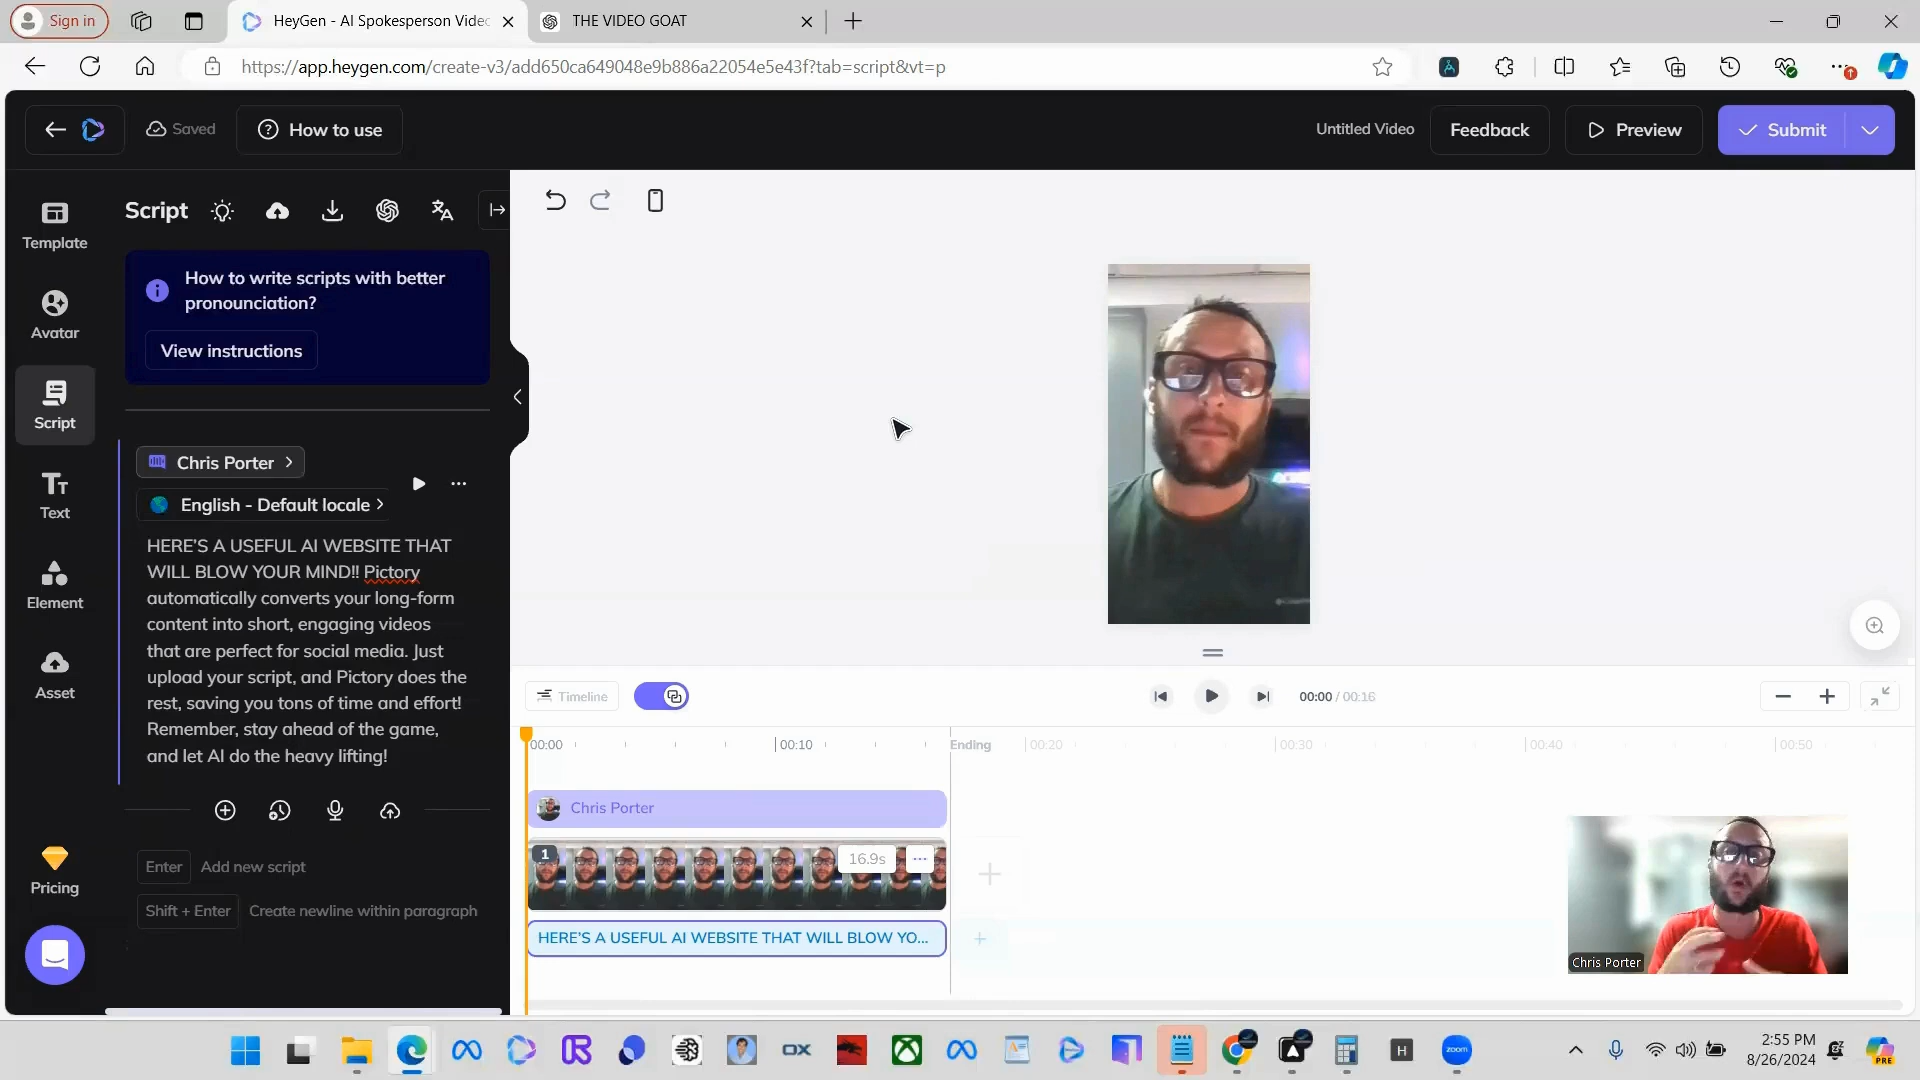 Sign in
HeyGen - AI Spokesperson Vide
THE VIDEO GOAT
https://app.heygen.com/create-v3/add650ca649048e9b886a22054e5e43f?tab=script&vt=p
Saved
How to use
Untitled Video
Feedback
Preview
Submit
Template
Avatar
Script
Text
Element
Asset
Pricing
Script
How to write scripts with better
pronounciation?
View instructions
Chris Porter
English - Default locale
HERE'S A USEFUL AI WEBSITE THAT
WILL BLOW YOUR MIND!! Pictory
automatically converts your long-form
content into short, engaging videos
that are perfect for social media. Just
upload your script, and Pictory does the
rest, saving you tons of time and effort!
Remember, stay ahead of the game,
and let AI do the heavy lifting!
Enter Add new script
Shift + Enter Create newline within paragraph
Timeline
00:00 / 00:16
00:00 00:10 Ending 00:20 00:30 00:40 00:50
Chris Porter
1 16.9s
HERE'S A USEFUL AI WEBSITE THAT WILL BLOW YO...
Chris Porter
OX
H
zoom
2:55 PM
8/26/2024
PRE